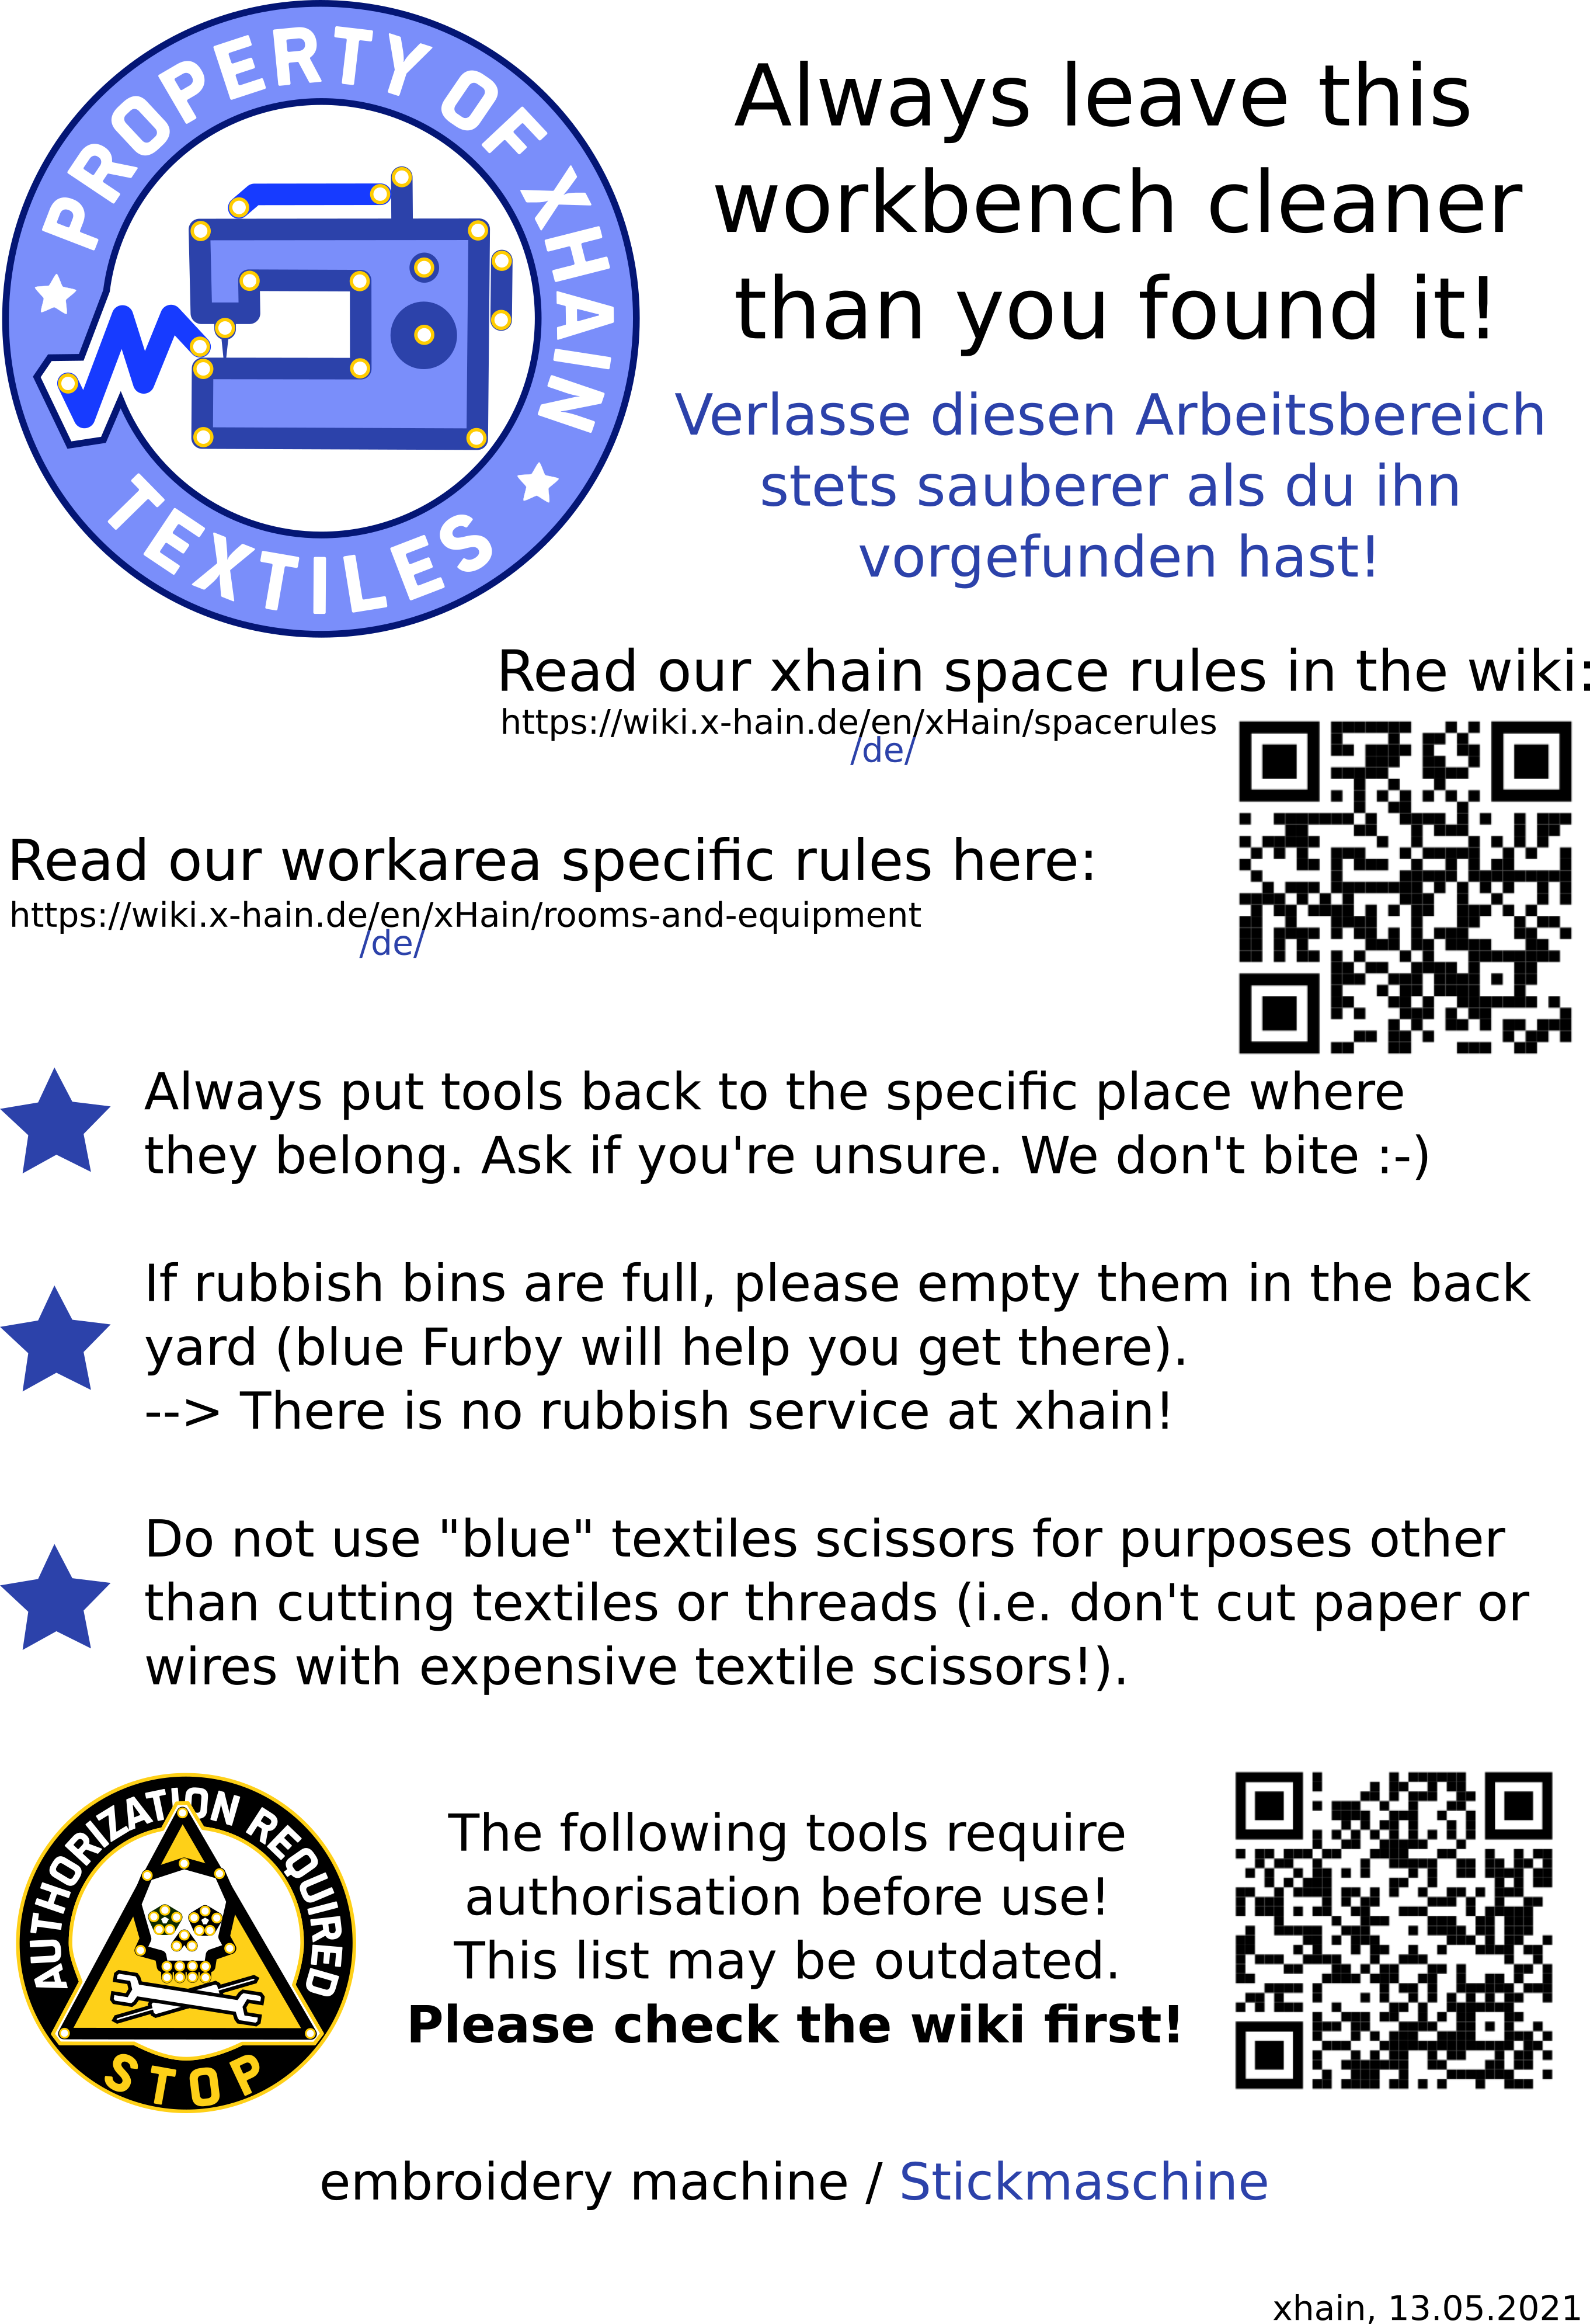 PROPERTY OF XHAIN
TEXTILES
Always leave this
workbench cleaner
than you found it!
Verlasse diesen Arbeitsbereich
stets sauberer als du ihn
vorgefunden hast!
Read our xhain space rules in the wiki:
https://wiki.x-hain.de/en/xHain/spacerules
/de/
Read our workarea specific rules here:
https://wiki.x-hain.de/en/xHain/rooms-and-equipment
/de/
Always put tools back to the specific place where
they belong. Ask if you're unsure. We don't bite :-)
If rubbish bins are full, please empty them in the back
yard (blue Furby will help you get there).
--> There is no rubbish service at xhain!
Do not use "blue" textiles scissors for purposes other
than cutting textiles or threads (i.e. don't cut paper or
wires with expensive textile scissors!).
AUTHORIZATION REQUIRED
STOP
The following tools require
authorisation before use!
This list may be outdated.
Please check the wiki first!
embroidery machine / Stickmaschine
xhain, 13.05.2021